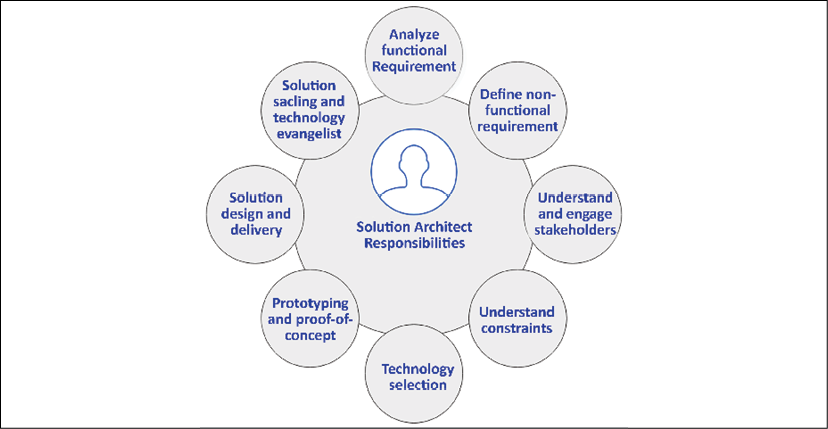 Analyze
functional
Requirement
Define non-
functional
requirement
Understand
and engage
stakeholders
Understand
constraints
Technology
selection
Prototyping
and proof-of-
concept
Solution
design and
delivery
Solution
sacling and
technology
evangelist
Solution Architect
Responsibilities